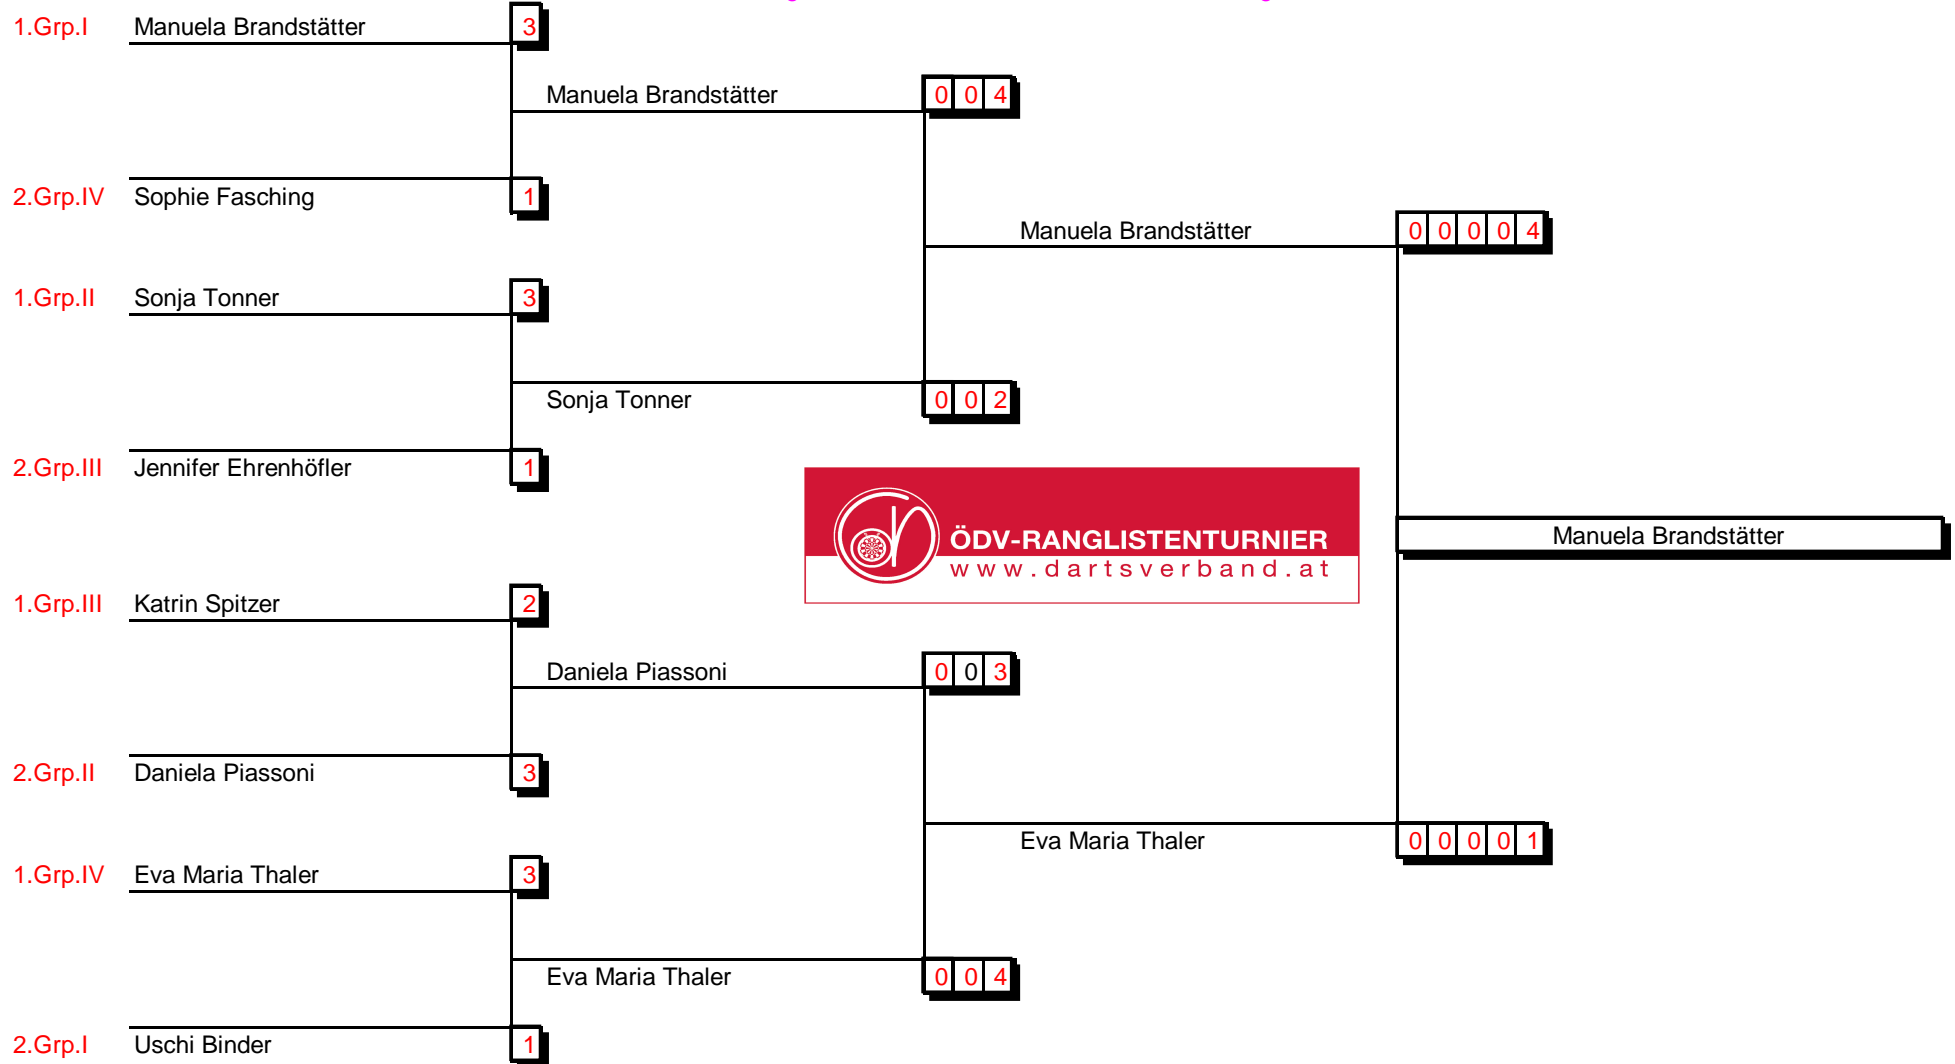 1.Grp.I Manuela Brandstätter 3
Manuela Brandstätter 0 0 4
2.Grp.IV Sophie Fasching 1
Manuela Brandstätter 0 0 0 0 4
1.Grp.II Sonja Tonner 3
Sonja Tonner 0 0 2
2.Grp.III Jennifer Ehrenhöfler 1
ÖDV-RANGLISTENTURNIER
www.dartsverband.at
Manuela Brandstätter
1.Grp.III Katrin Spitzer 2
Daniela Piassoni 0 0 3
2.Grp.II Daniela Piassoni 3
Eva Maria Thaler 0 0 0 0 1
1.Grp.IV Eva Maria Thaler 3
Eva Maria Thaler 0 0 4
2.Grp.I Uschi Binder 1